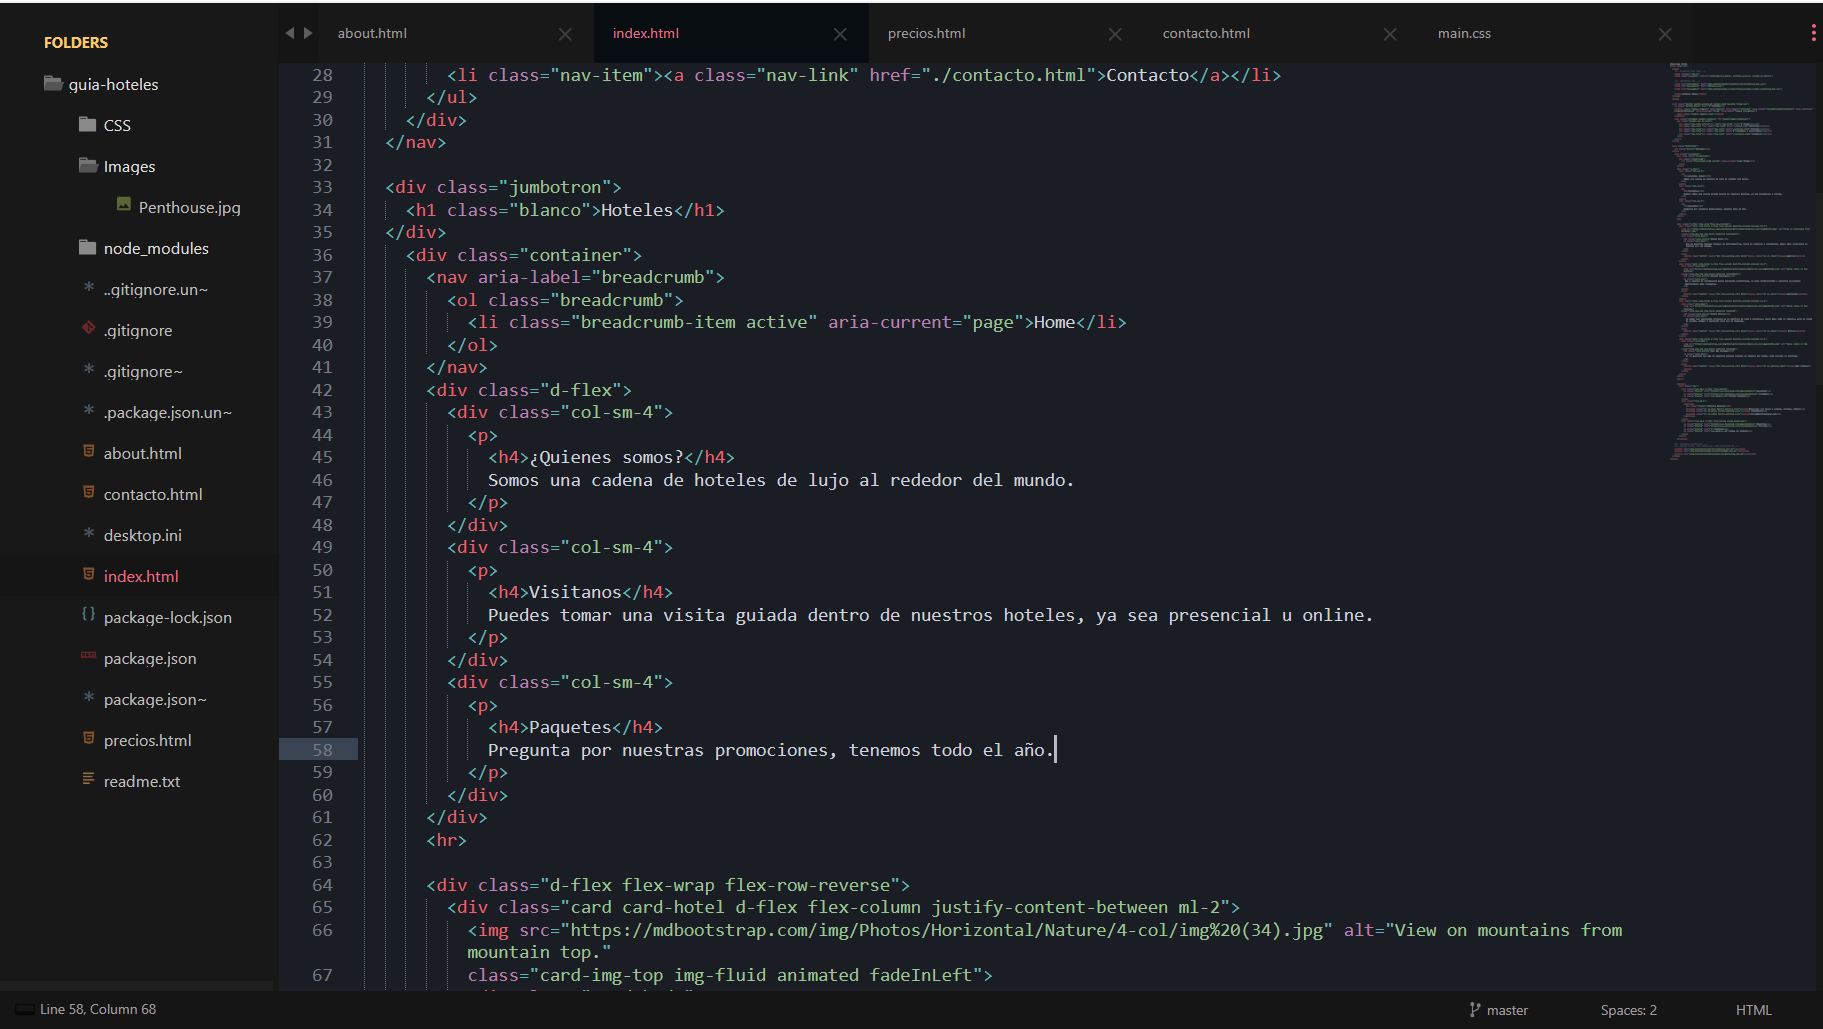 FOLDERS
guia-hoteles
CSS
Images
Penthouse.jpg
node_modules
..gitignore.un~
.gitignore
.gitignore~
.package.json.un~
about.html
contacto.html
desktop.ini
index.html
package-lock.json
package.json
package.json~
precios.html
readme.txt
about.html
index.html
precios.html
contacto.html
main.css
28 <li class="nav-item"><a class="nav-link" href="./contacto.html">Contacto</a></li>
29 </ul>
30 </div>
31 </nav>
32
33 <div class="jumbotron">
34 <h1 class="blanco">Hoteles</h1>
35 </div>
36 <div class="container">
37 <nav aria-label="breadcrumb">
38 <ol class="breadcrumb">
39 <li class="breadcrumb-item active" aria-current="page">Home</li>
40 </ol>
41 </nav>
42 <div class="d-flex">
43 <div class="col-sm-4">
44 <p>
45 <h4>¿Quienes somos?</h4>
46 Somos una cadena de hoteles de lujo al rededor del mundo.
47 </p>
48 </div>
49 <div class="col-sm-4">
50 <p>
51 <h4>Visitanos</h4>
52 Puedes tomar una visita guiada dentro de nuestros hoteles, ya sea presencial u online.
53 </p>
54 </div>
55 <div class="col-sm-4">
56 <p>
57 <h4>Paquetes</h4>
58 Pregunta por nuestras promociones, tenemos todo el año.
59 </p>
60 </div>
61 </div>
62 <hr>
63
64 <div class="d-flex flex-wrap flex-row-reverse">
65 <div class="card card-hotel d-flex flex-column justify-content-between ml-2">
66 <img src="https://mdbootstrap.com/img/Photos/Horizontal/Nature/4-col/img%20(34).jpg" alt="View on mountains from
mountain top."
67 class="card-img-top img-fluid animated fadeInLeft">
Line 58, Column 68
master
Spaces: 2
HTML